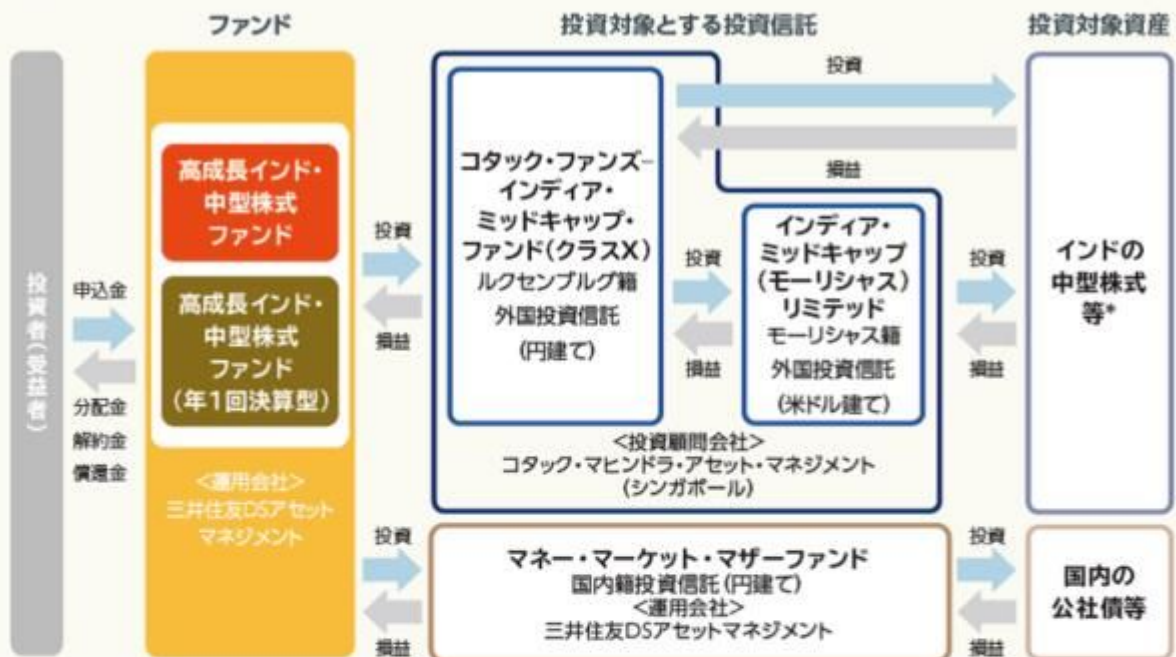 ファンド
投資対象とする投資信託
投資対象資産
投資者(受益者)
申込金
分配金
解約金
償還金
高成長インド・
中型株式
ファンド
高成長インド・
中型株式
ファンド
(年1回決算型)
<運用会社>
三井住友DSアセット
マネジメント
投資
損益
コタック・ファンズ–
インディア・
ミッドキャップ・
ファンド(クラスX)
ルクセンブルグ籍
外国投資信託
(円建て)
投資
損益
投資
損益
インディア・
ミッドキャップ
(モーリシャス)
リミテッド
モーリシャス籍
外国投資信託
(米ドル建て)
投資
損益
<投資顧問会社>
コタック・マヒンドラ・アセット・マネジメント
(シンガポール)
インドの
中型株式
等*
投資
損益
マネー・マーケット・マザーファンド
国内籍投資信託(円建て)
<運用会社>
三井住友DSアセットマネジメント
投資
損益
国内の
公社債等